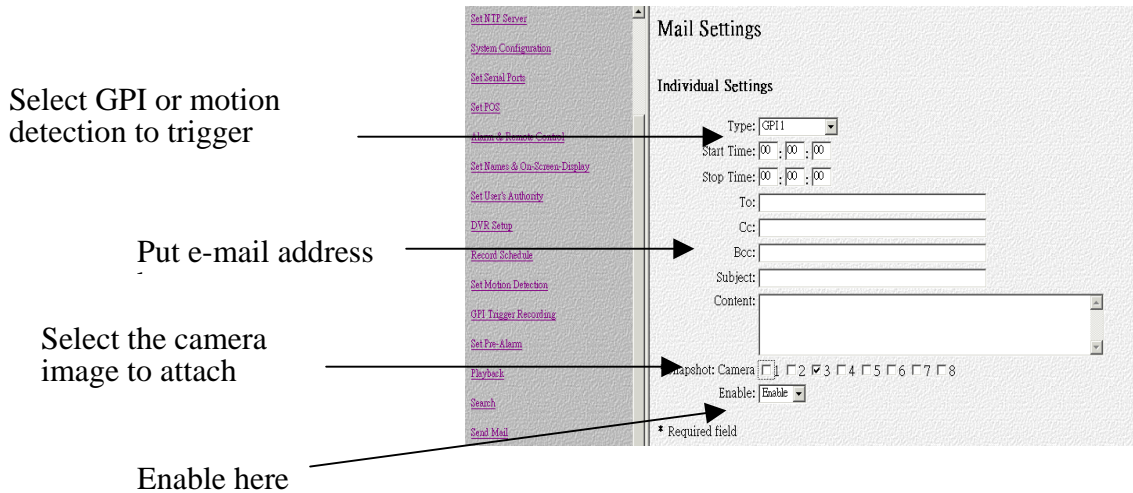 Select GPI or motion
detection to trigger
Put e-mail address
Select the camera
image to attach
Enable here
Set NTP Server
System Configuration
Set Serial Ports
Set POS
Alarm & Remote Control
Set Names & On-Screen-Display
Set User's Authority
DVR Setup
Record Schedule
Set Motion Detection
GPI Trigger Recording
Set Pre-Alarm
Playback
Search
Send Mail
Mail Settings
Individual Settings
Type: GPI 1
Start Time: 00 : 00 : 00
Stop Time: 00 : 00 : 00
To:
Cc:
Bcc:
Subject:
Content:
Snapshot: Camera 1 2 3 4 5 6 7 8
Enable: Enable
* Required field